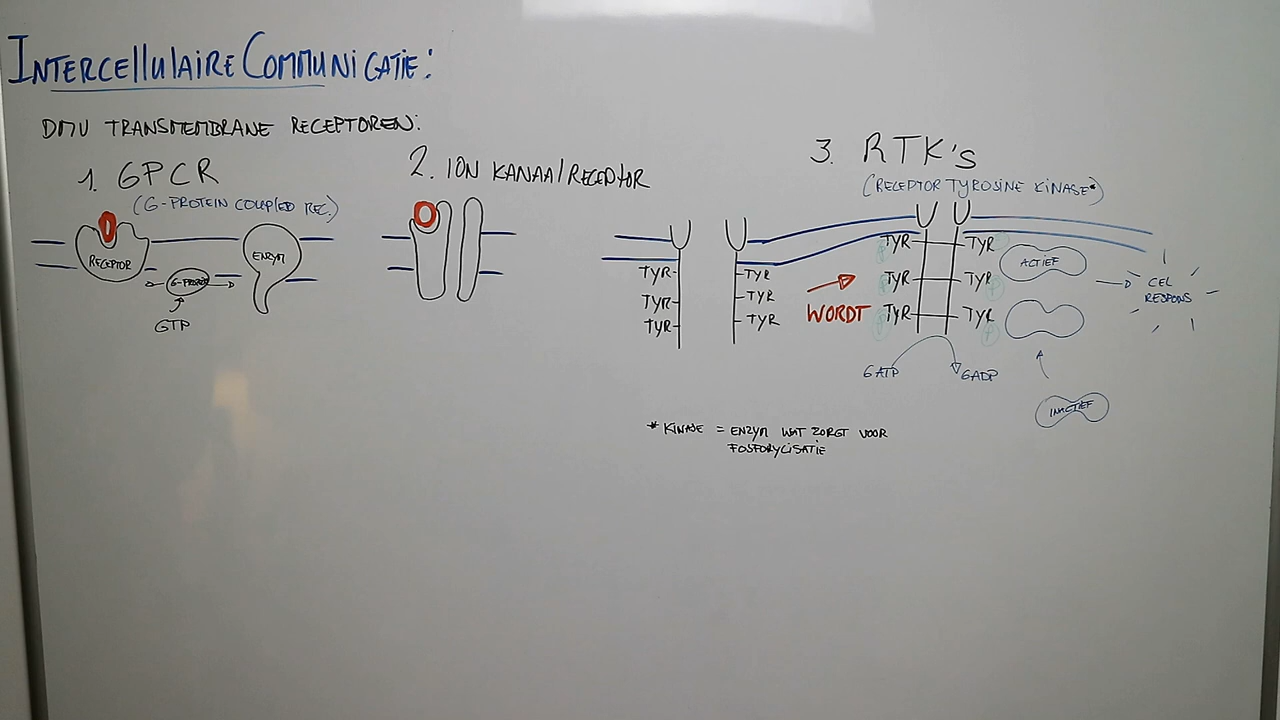 INTERCELLULAIRE COMMUNICATIE:
DMV TRANSMEMBRANE RECEPTOREN:
1. GPCR
(G-PROTEIN COUPLED REC.)
RECEPTOR
G-PROTEIN
GTP
ENZYM
2. ION KANAAL/RECEPTOR
3. RTK's
(RECEPTOR TYROSINE KINASE*)
TYR
TYR
TYR
TYR
TYR
TYR
WORDT
TYR
TYR
TYR
TYR
TYR
TYR
P
P
P
P
P
P
6ATP
6ADP
ACTIEF
INACTIEF
CEL
RESPONS
* KINASE = ENZYM WAT ZORGT VOOR
FOSFORYLISATIE